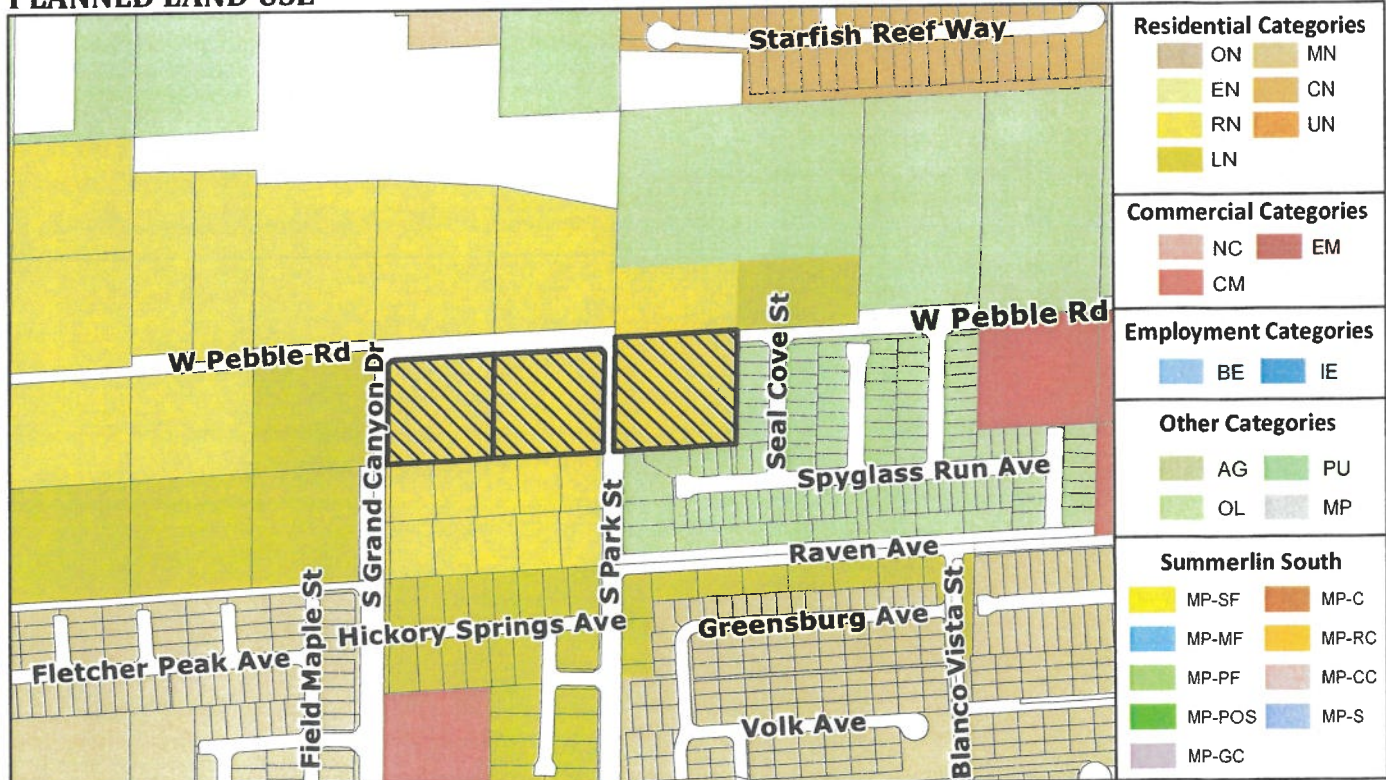 PLANNED LAND USE
Starfish Reef Way
W Pebble Rd
W Pebble Rd
S Grand Canyon Dr
Seal Cove St
Spyglass Run Ave
S Park St
Raven Ave
Field Maple St
Hickory Springs Ave
Greensburg Ave
Fletcher Peak Ave
Blanco Vista St
Volk Ave
Residential Categories
ON MN
EN CN
RN UN
LN
Commercial Categories
NC EM
CM
Employment Categories
BE IE
Other Categories
AG PU
OL MP
Summerlin South
MP-SF MP-C
MP-MF MP-RC
MP-PF MP-CC
MP-POS MP-S
MP-GC